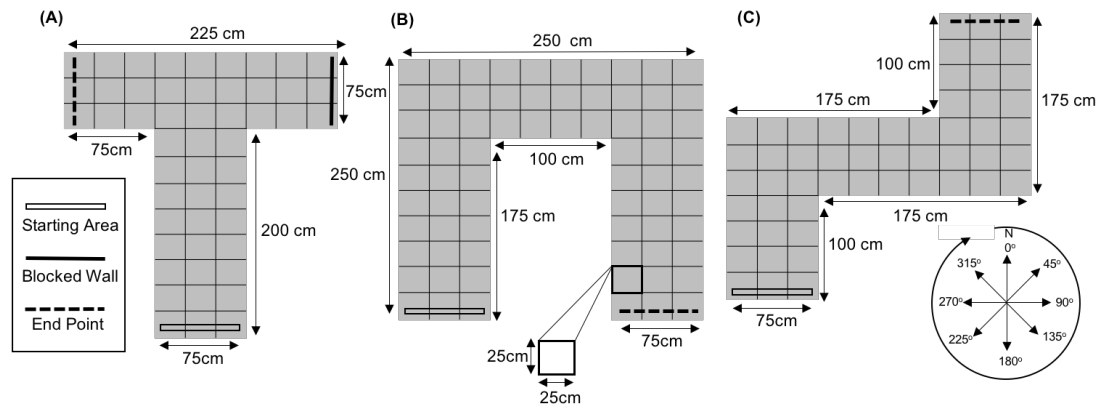 (A)
225 cm
75cm
75cm
200 cm
75cm
Starting Area
Blocked Wall
End Point
(B)
250 cm
250 cm
100 cm
175 cm
75cm
25cm
25cm
(C)
100 cm
175 cm
175 cm
175 cm
100 cm
75cm
N
0°
315° 45°
270° 90°
225° 135°
180°